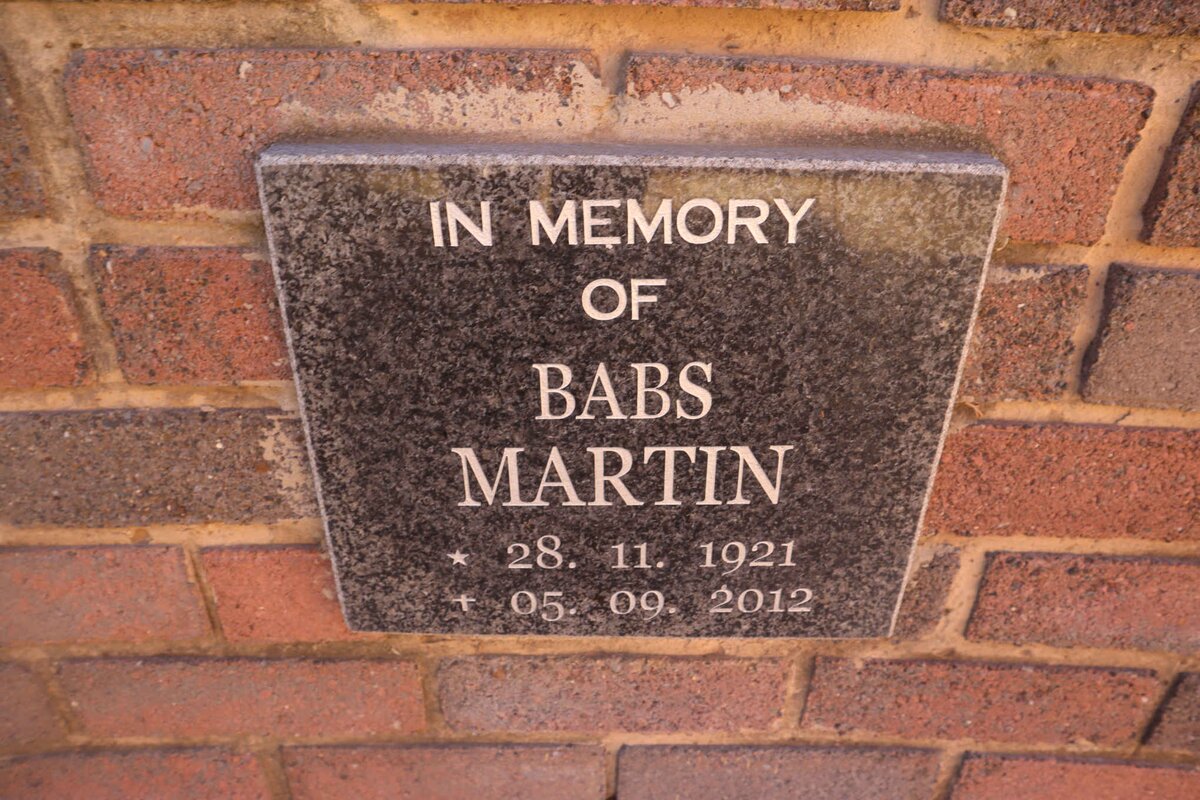 IN MEMORY
OF
BABS
MARTIN
★ 28. 11. 1921
+ 05. 09. 2012